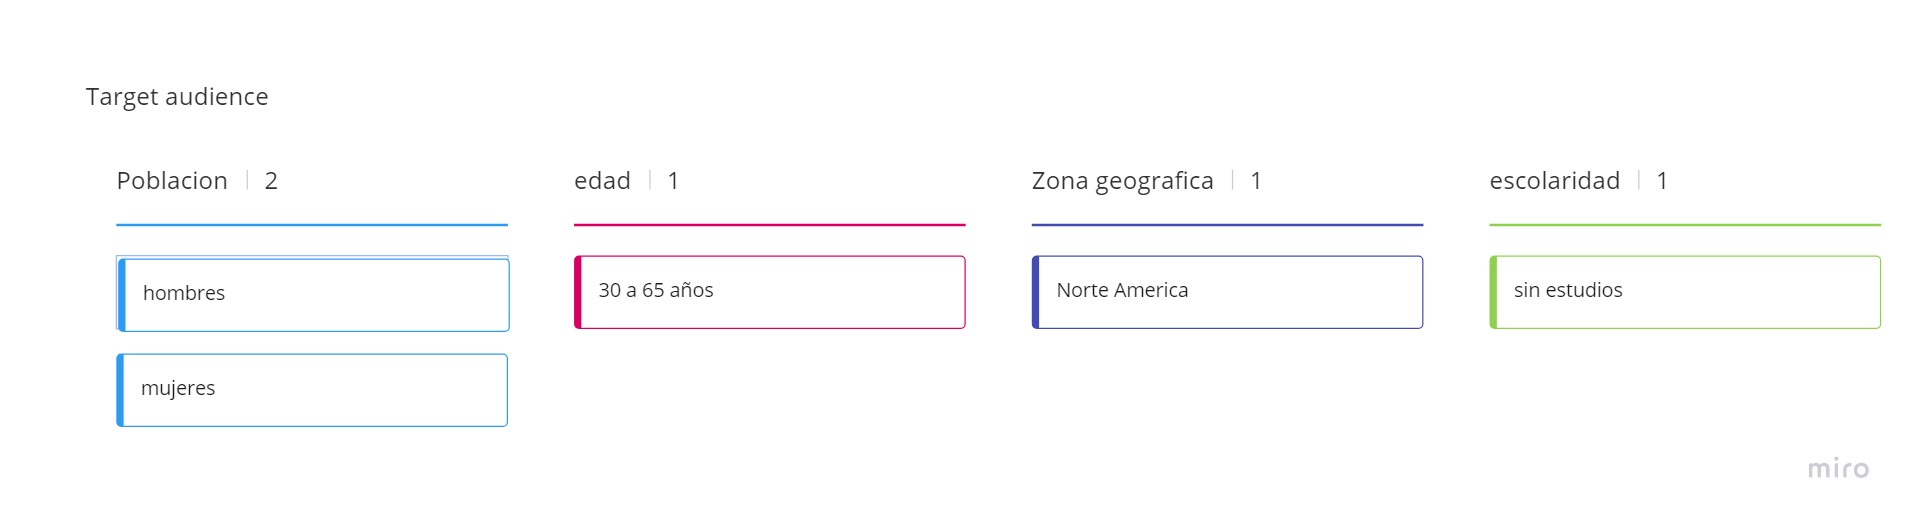 Target audience
Poblacion | 2
edad | 1
Zona geografica | 1
escolaridad | 1
hombres
30 a 65 años
Norte America
sin estudios
mujeres
miro